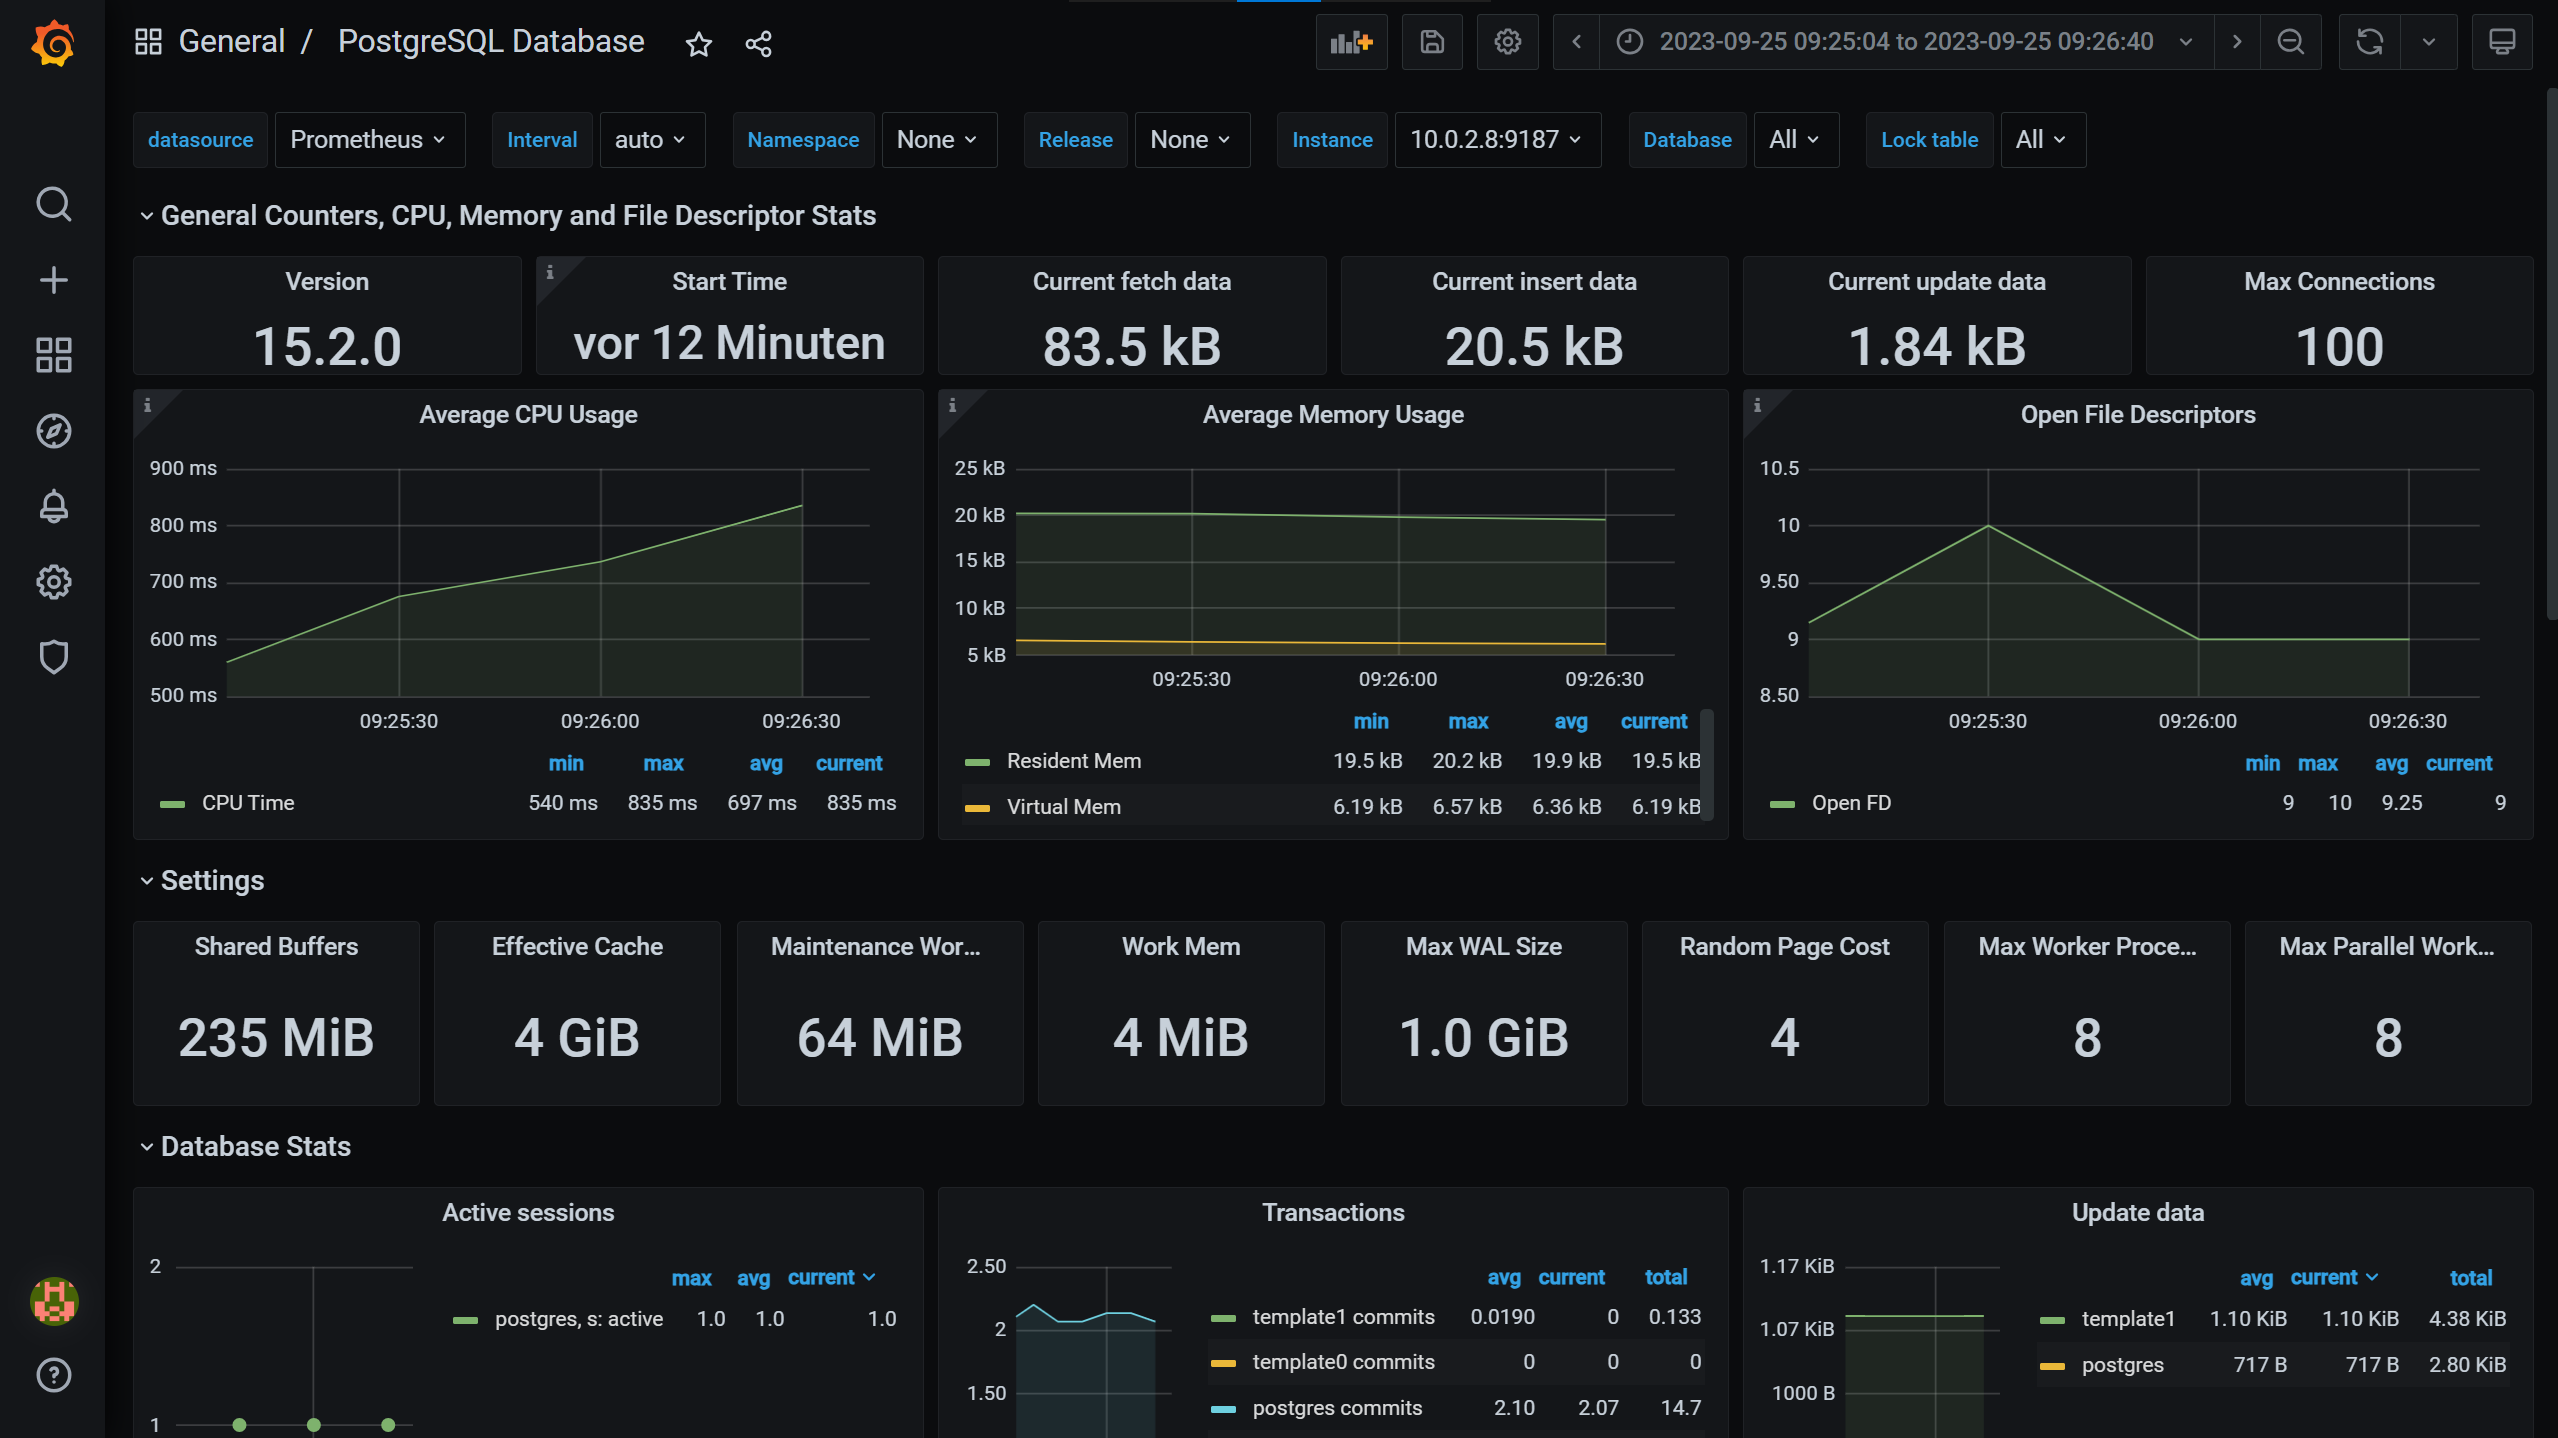 General / PostgreSQL Database
2023-09-25 09:25:04 to 2023-09-25 09:26:40
datasource Prometheus Interval auto Namespace None Release None Instance 10.0.2.8:9187 Database All Lock table All
General Counters, CPU, Memory and File Descriptor Stats
Version
15.2.0
Start Time
vor 12 Minuten
Current fetch data
83.5 kB
Current insert data
20.5 kB
Current update data
1.84 kB
Max Connections
100
Average CPU Usage
900 ms
800 ms
700 ms
600 ms
500 ms
09:25:30 09:26:00 09:26:30
min max avg current
CPU Time 540 ms 835 ms 697 ms 835 ms
Average Memory Usage
25 kB
20 kB
15 kB
10 kB
5 kB
09:25:30 09:26:00 09:26:30
min max avg current
Resident Mem 19.5 kB 20.2 kB 19.9 kB 19.5 kB
Virtual Mem 6.19 kB 6.57 kB 6.36 kB 6.19 kB
Open File Descriptors
10.5
10
9.50
9
8.50
09:25:30 09:26:00 09:26:30
min max avg current
Open FD 9 10 9.25 9
Settings
Shared Buffers
235 MiB
Effective Cache
4 GiB
Maintenance Wor...
64 MiB
Work Mem
4 MiB
Max WAL Size
1.0 GiB
Random Page Cost
4
Max Worker Proce...
8
Max Parallel Work...
8
Database Stats
Active sessions
2
1
max avg current
postgres, s: active 1.0 1.0 1.0
Transactions
2.50
2
1.50
avg current total
template1 commits 0.0190 0 0.133
template0 commits 0 0 0
postgres commits 2.10 2.07 14.7
Update data
1.17 KiB
1.07 KiB
1000 B
avg current total
template1 1.10 KiB 1.10 KiB 4.38 KiB
postgres 717 B 717 B 2.80 KiB